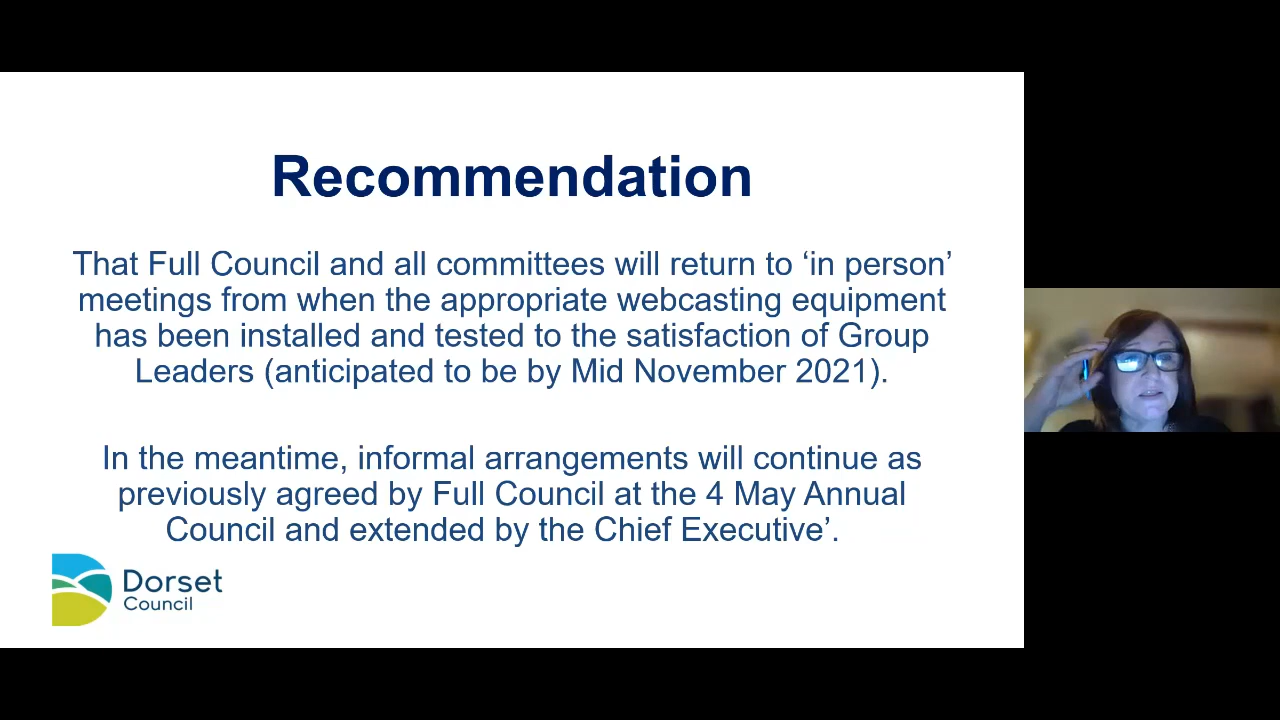 Recommendation
That Full Council and all committees will return to ‘in person’
meetings from when the appropriate webcasting equipment
has been installed and tested to the satisfaction of Group
Leaders (anticipated to be by Mid November 2021).
In the meantime, informal arrangements will continue as
previously agreed by Full Council at the 4 May Annual
Council and extended by the Chief Executive’.
Dorset
Council